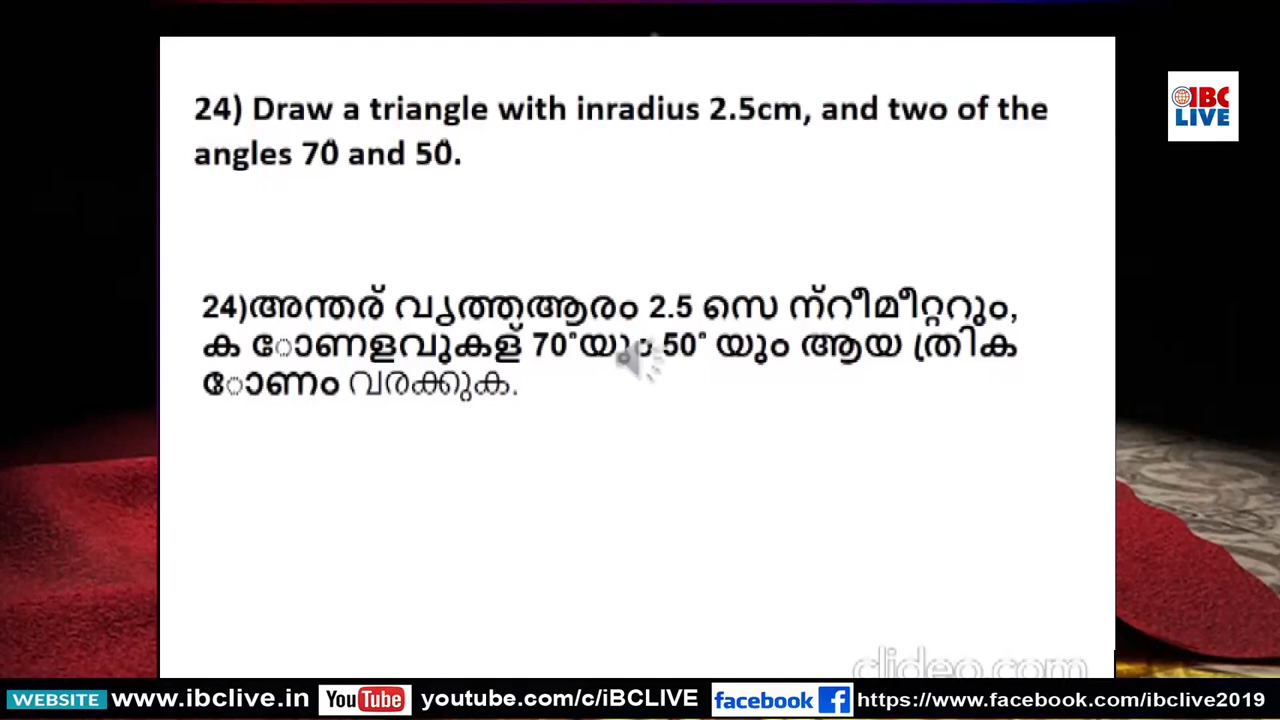 24) Draw a triangle with inradius 2.5cm, and two of the
angles 70̊ and 50̊.
IBC
LIVE
24)അന്തര് വൃത്തആരം 2.5 സെ ന്റീമീറ്ററും,
ക ോണളവുകള് 70˚യും 50˚ യും ആയ ത്രിക
ോണം വരക്കുക.
clideo.com
WEBSITE www.ibclive.in YouTube youtube.com/c/iBCLIVE facebook f https://www.facebook.com/ibclive2019